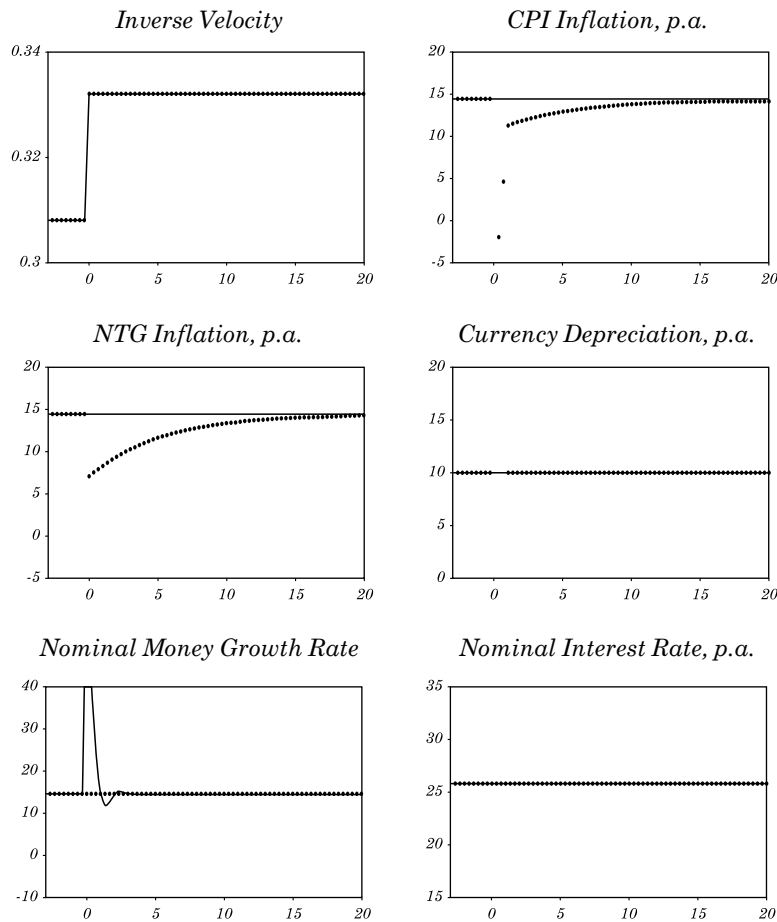 Inverse Velocity
0.34
0.32
0.3
0 5 10 15 20
CPI Inflation, p.a.
20
15
10
5
0
-5
0 5 10 15 20
NTG Inflation, p.a.
20
15
10
5
0
-5
0 5 10 15 20
Currency Depreciation, p.a.
20
15
10
5
0
0 5 10 15 20
Nominal Money Growth Rate
40
30
20
10
0
-10
0 5 10 15 20
Nominal Interest Rate, p.a.
35
30
25
20
15
0 5 10 15 20